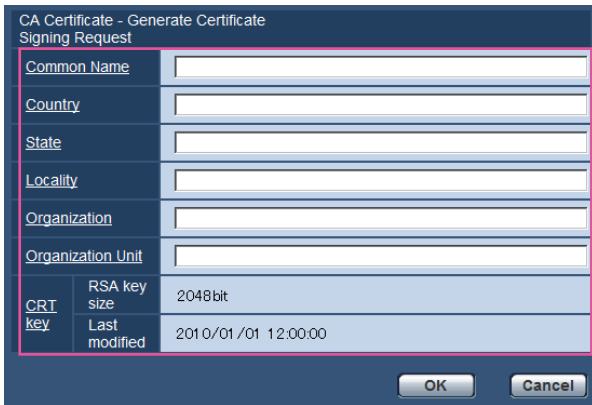 CA Certificate - Generate Certificate
Signing Request
Common Name
Country
State
Locality
Organization
Organization Unit
CRT
key
RSA key
size
2048bit
Last
modified
2010/01/01 12:00:00
OK
Cancel